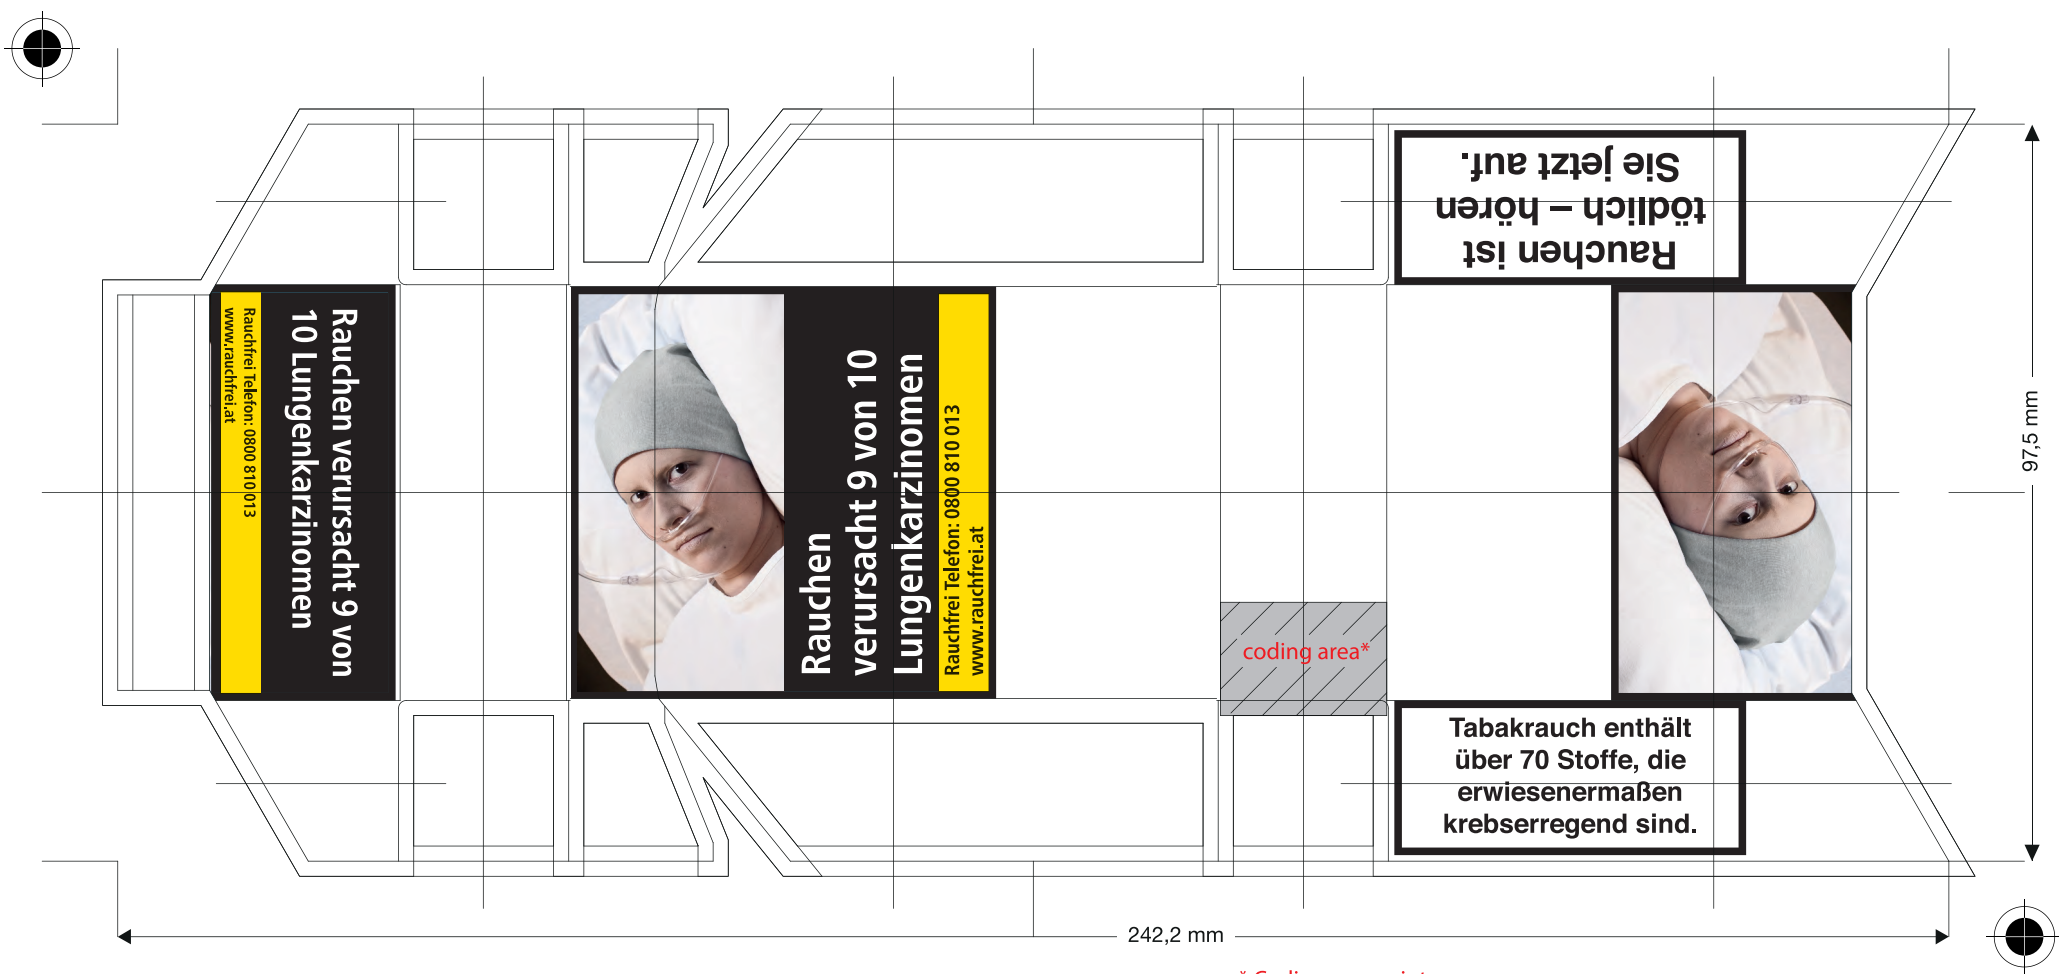 Rauchen verursacht 9 von
10 Lungenkarzinomen
Rauchfrei Telefon: 0800 810 013
www.rauchfrei.at
Rauchen
verursacht 9 von 10
Lungenkarzinomen
Rauchfrei Telefon: 0800 810 013
www.rauchfrei.at
coding area*
Rauchen ist
tödlich – hören
Sie jetzt auf.
Tabakrauch enthält
über 70 Stoffe, die
erwiesenermaßen
krebserregend sind.
97,5 mm
242,2 mm